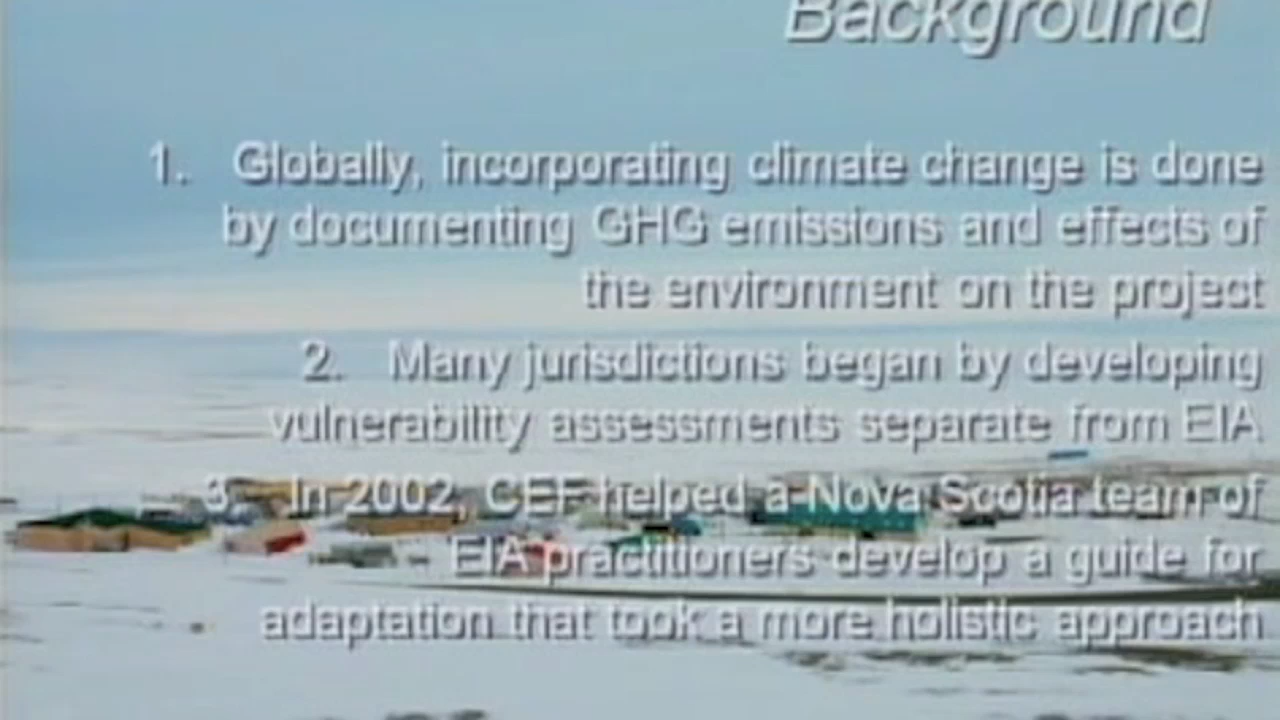 Background
1. Globally, incorporating climate change is done
by documenting GHG emissions and effects of
the environment on the project
2. Many jurisdictions began by developing
vulnerability assessments separate from EIA
3. In 2002, CEF helped a Nova Scotia team of
EIA practitioners develop a guide for
adaptation that took a more holistic approach